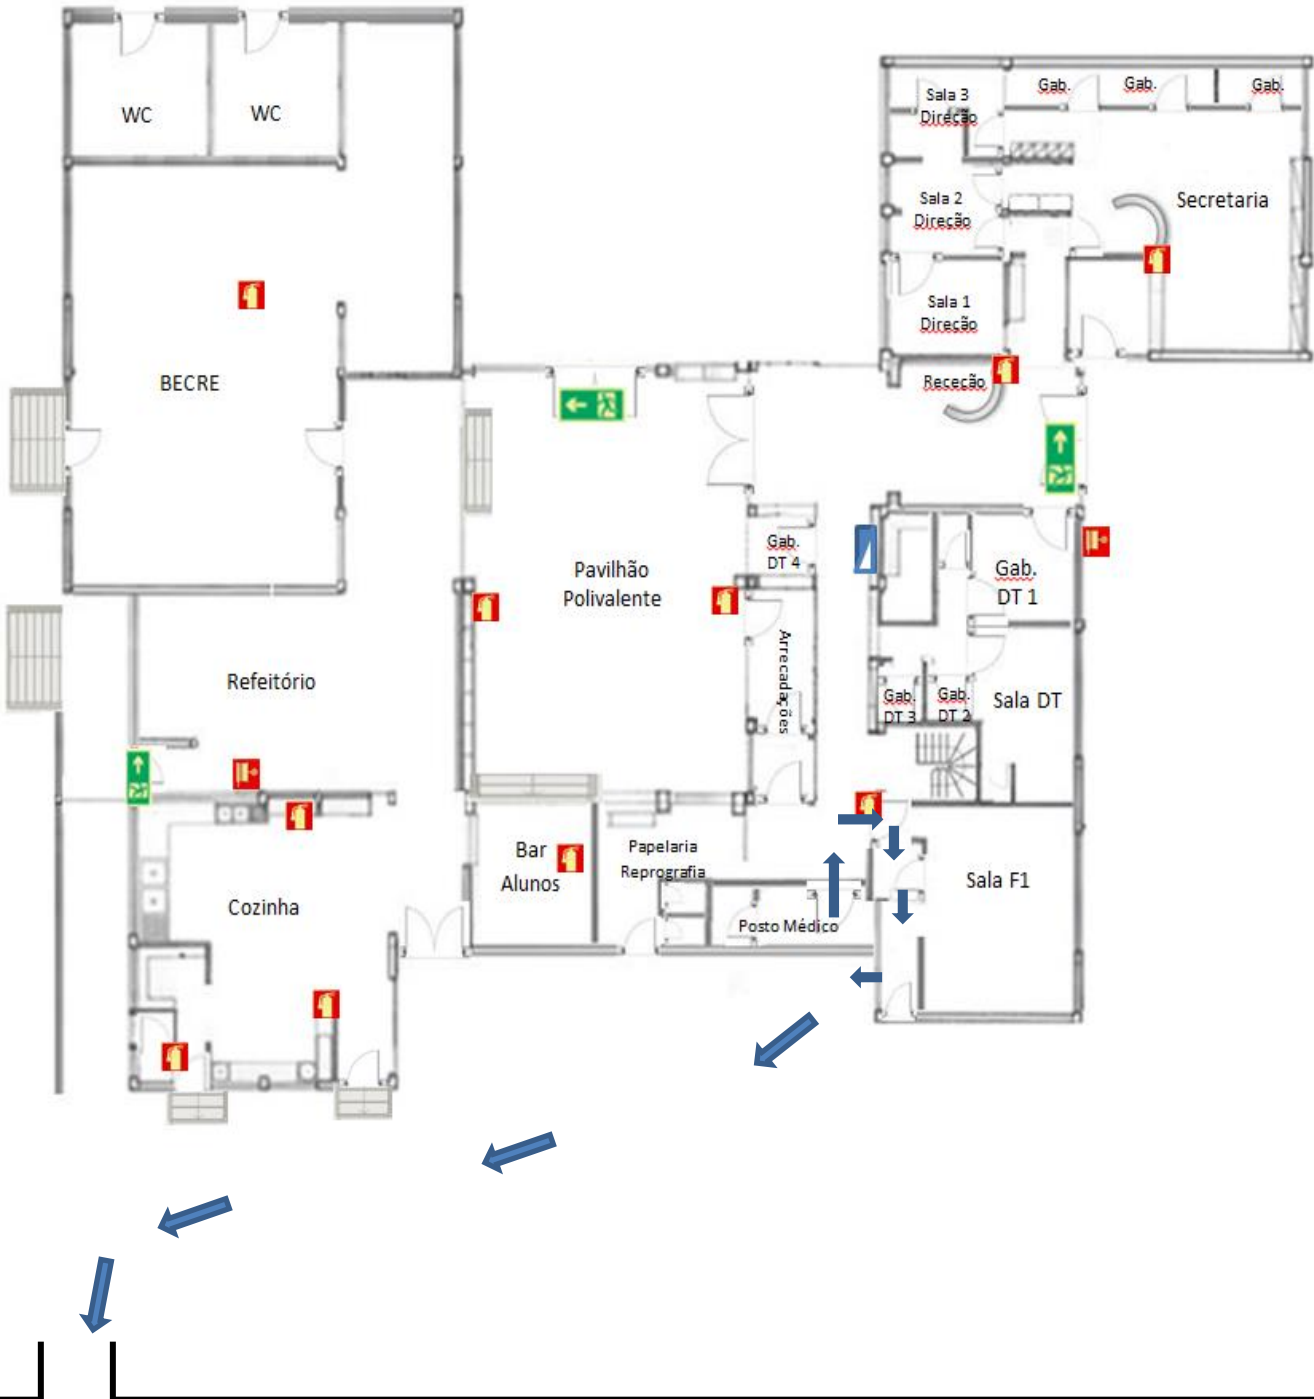 WC
WC
Sala 3
Direção
Gab.
Gab.
Gab.
Sala 2
Direção
Secretaria
Sala 1
Direção
BECRE
Receção
Gab.
DT 4
Pavilhão
Polivalente
Gab.
DT 1
Arrecadações
Refeitório
Gab.
DT 3
Gab.
DT 2
Sala DT
Bar
Alunos
Papelaria
Reprografia
Sala F1
Cozinha
Posto Médico